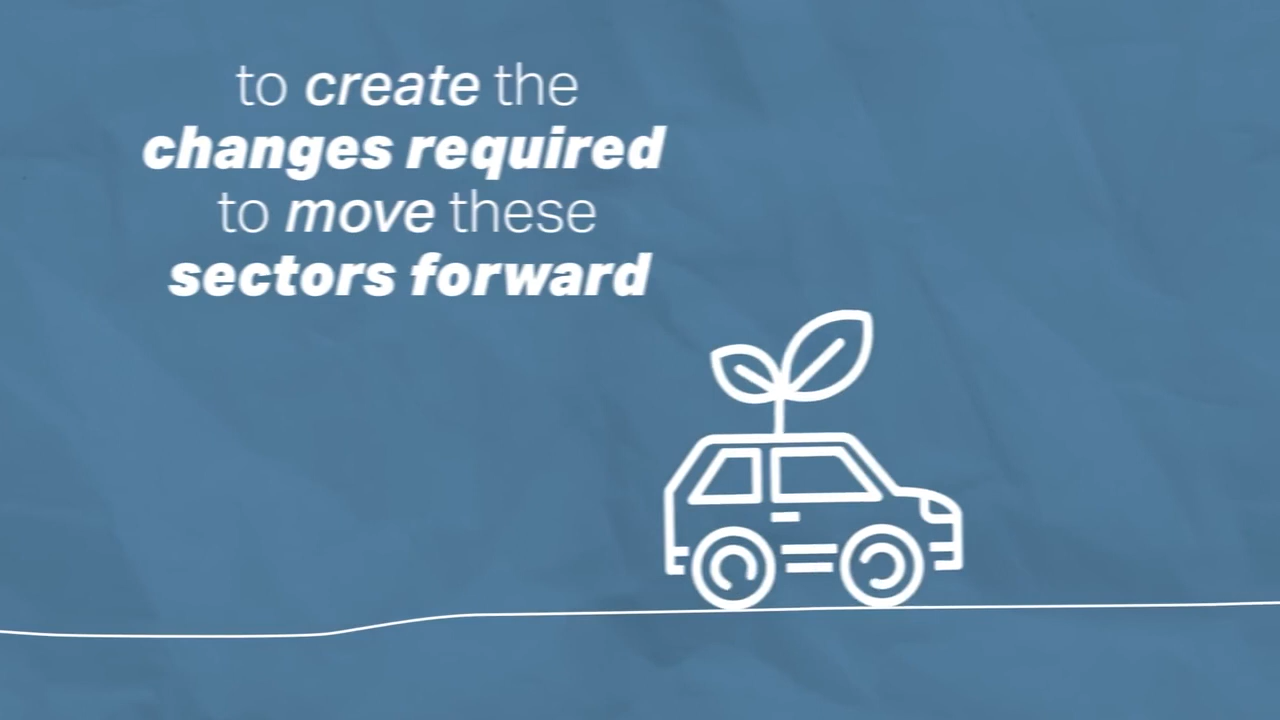 to create the
changes required
to move these
sectors forward